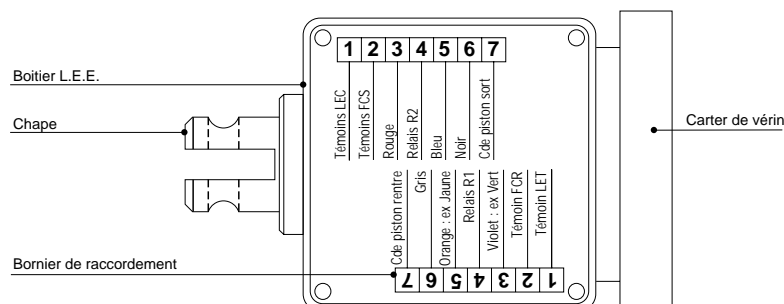 1 2 3 4 5 6 7
Témoins LEC
Témoins FCS
Rouge
Relais R2
Bleu
Noir
Cde piston sort
Boitier L.E.E.
Chape
Carter de vérin
Cde piston rentre
Gris
Orange : ex Jaune
Relais R1
Violet : ex Vert
Témoin FCR
Témoin LET
Bornier de raccordement
7 6 5 4 3 2 1